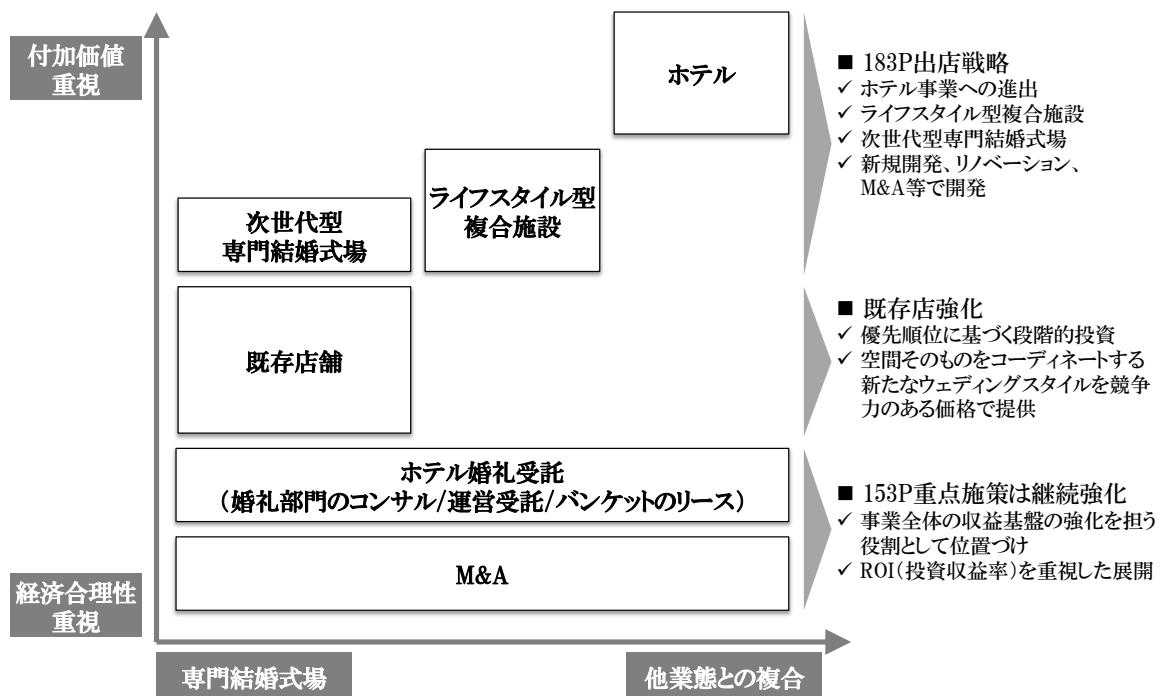 付加価値
重視
ホテル
ライフスタイル型
複合施設
次世代型
専門結婚式場
既存店舗
ホテル婚礼受託
（婚礼部門のコンサル/運営受託/バンケットのリース）
M&A
経済合理性
重視
専門結婚式場
他業態との複合
■ 183P出店戦略
✓ ホテル事業への進出
✓ ライフスタイル型複合施設
✓ 次世代型専門結婚式場
✓ 新規開発、リノベーション、
M&A等で開発
■ 既存店強化
✓ 優先順位に基づく段階的投資
✓ 空間そのものをコーディネートする
新たなウェディングスタイルを競争
力のある価格で提供
■ 153P重点施策は継続強化
✓ 事業全体の収益基盤の強化を担う
役割として位置づけ
✓ ROI（投資収益率）を重視した展開